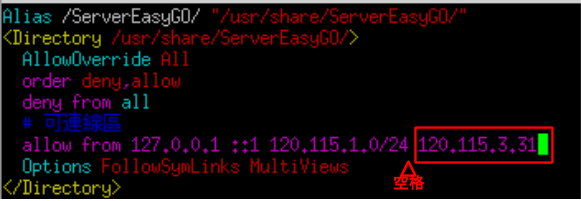 Alias /ServerEasyGO/ "/usr/share/ServerEasyGO/"
<Directory /usr/share/ServerEasyGO/>
AllowOverride All
order deny,allow
deny from all
# 可連線區
allow from 127.0.0.1 ::1 120.115.1.0/24 120.115.3.31
Options FollowSymLinks MultiViews
空格
</Directory>